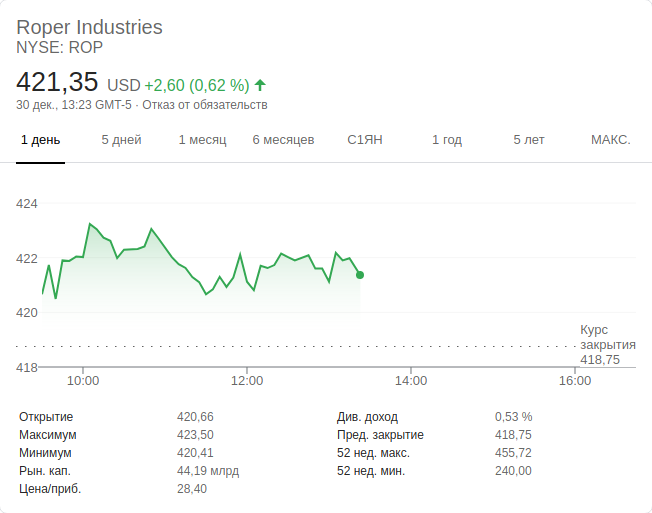 Roper Industries
NYSE: ROP
421,35 USD +2,60 (0,62 %)
30 дек., 13:23 GMT-5 · Отказ от обязательств
1 день 5 дней 1 месяц 6 месяцев С1ЯН 1 год 5 лет МАКС.
424
422
420
Курс
закрытия
418,75
418
10:00 12:00 14:00 16:00
Открытие 420,66 Див. доход 0,53 %
Максимум 423,50 Пред. закрытие 418,75
Минимум 420,41 52 нед. макс. 455,72
Рын. кап. 44,19 млрд 52 нед. мин. 240,00
Цена/приб. 28,40